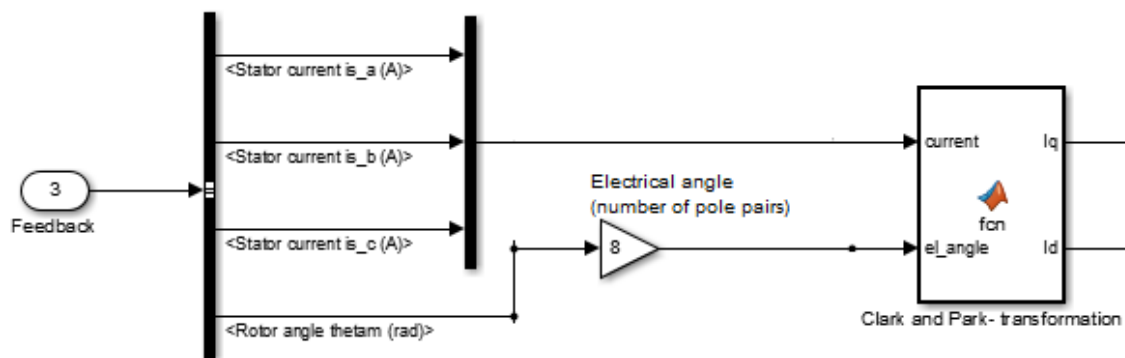 <Stator current is_a (A)>
<Stator current is_b (A)>
3
Feedback
<Stator current is_c (A)>
<Rotor angle thetam (rad)>
Electrical angle
(number of pole pairs)
8
current
Iq
fcn
el_angle
Id
Clark and Park- transformation